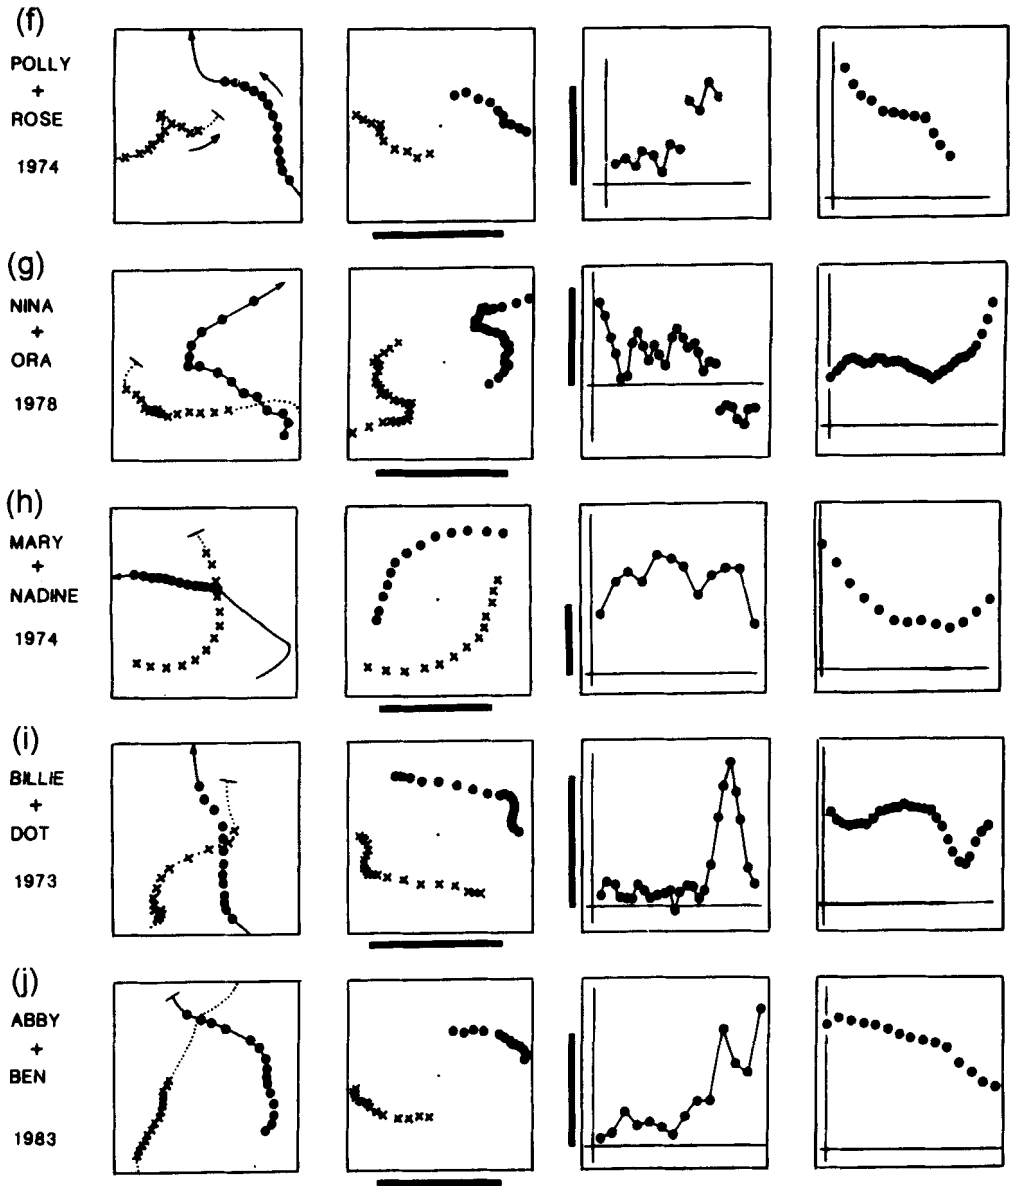 (f)
POLLY
+
ROSE
1974
(g)
NINA
+
ORA
1978
(h)
MARY
+
NADINE
1974
(i)
BILLIE
+
DOT
1973
(j)
ABBY
+
BEN
1983